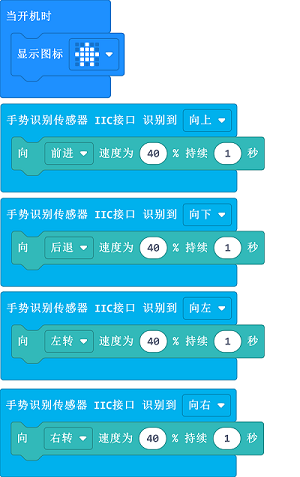 当开机时
显示图标
手势识别传感器 IIC接口 识别到 向上
向 前进 速度为 40 % 持续 1 秒
手势识别传感器 IIC接口 识别到 向下
向 后退 速度为 40 % 持续 1 秒
手势识别传感器 IIC接口 识别到 向左
向 左转 速度为 40 % 持续 1 秒
手势识别传感器 IIC接口 识别到 向右
向 右转 速度为 40 % 持续 1 秒